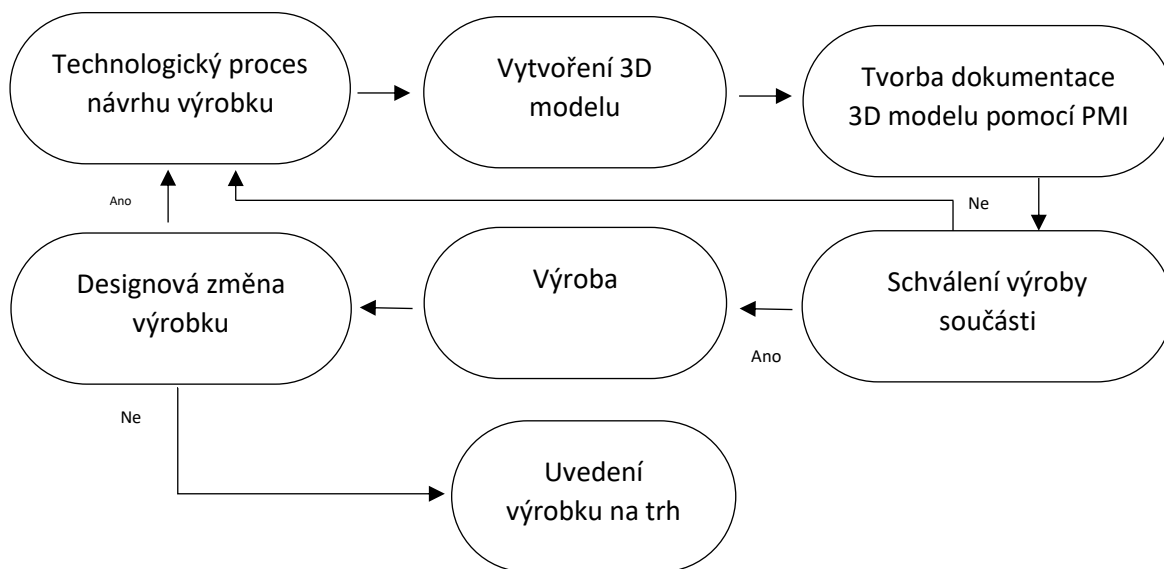 Technologický proces
návrhu výrobku
Vytvoření 3D
modelu
Tvorba dokumentace
3D modelu pomocí PMI
Ano
Ne
Designová změna
výrobku
Výroba
Schválení výroby
součásti
Ano
Ne
Uvedení
výrobku na trh